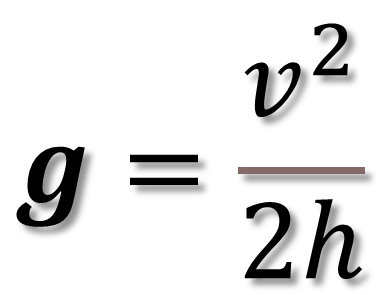 g = v²/2h